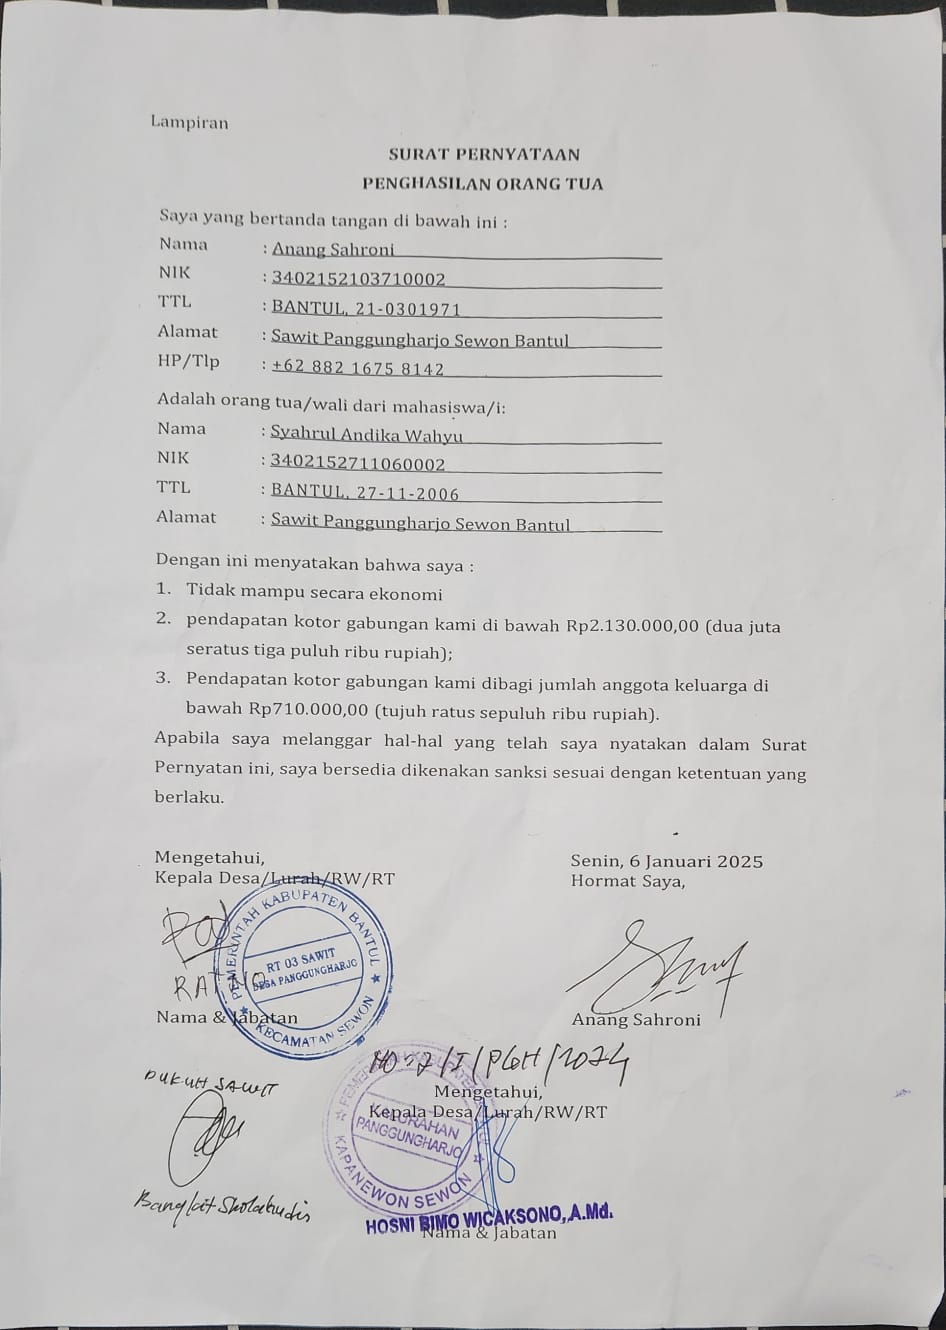 Lampiran
SURAT PERNYATAAN
PENGHASILAN ORANG TUA
Saya yang bertanda tangan di bawah ini :
Nama : Anang Sahroni
NIK : 3402152103710002
TTL : BANTUL, 21-0301971
Alamat : Sawit Panggungharjo Sewon Bantul
HP/Tlp : +62 882 1675 8142
Adalah orang tua/wali dari mahasiswa/i:
Nama : Syahrul Andika Wahyu
NIK : 3402152711060002
TTL : BANTUL, 27-11-2006
Alamat : Sawit Panggungharjo Sewon Bantul
Dengan ini menyatakan bahwa saya :
1. Tidak mampu secara ekonomi
2. pendapatan kotor gabungan kami di bawah Rp2.130.000,00 (dua juta
seratus tiga puluh ribu rupiah);
3. Pendapatan kotor gabungan kami dibagi jumlah anggota keluarga di
bawah Rp710.000,00 (tujuh ratus sepuluh ribu rupiah).
Apabila saya melanggar hal-hal yang telah saya nyatakan dalam Surat
Pernyatan ini, saya bersedia dikenakan sanksi sesuai dengan ketentuan yang
berlaku.
Mengetahui,
Kepala Desa/Lurah/RW/RT
Senin, 6 Januari 2025
Hormat Saya,
PEMERINTAH KABUPATEN BANTUL
RT 03 SAWIT
DESA PANGGUNGHARJO
KECAMATAN SEWON
RATNO
Nama & Jabatan
Anang Sahroni
/I/PGH/2024
DUKUH SAWIT
Mengetahui,
Kepala Desa/Lurah/RW/RT
KALURAHAN
PANGGUNGHARJO
KAPANEWON SEWON
HOSNI BIMO WICAKSONO, A.Md.
Nama & Jabatan